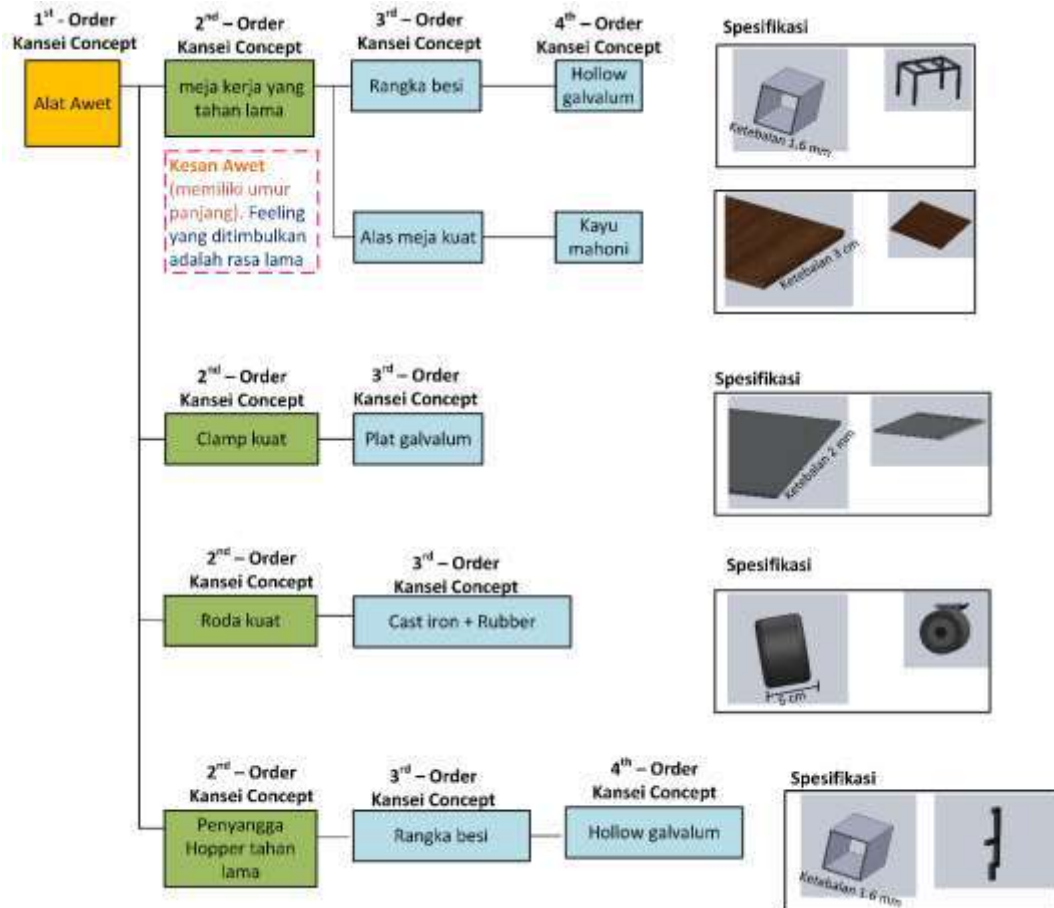 1st - Order
Kansei Concept
2nd – Order
Kansei Concept
3rd – Order
Kansei Concept
4th – Order
Kansei Concept
Spesifikasi
Alat Awet
meja kerja yang
tahan lama
Rangka besi
Hollow
galvalum
Ketebalan 1.6 mm
Kesan Awet
(memiliki umur
panjang). Feeling
yang ditimbulkan
adalah rasa lama
Alas meja kuat
Kayu
mahoni
Ketebalan 3 cm
2nd – Order
Kansei Concept
3rd – Order
Kansei Concept
Spesifikasi
Clamp kuat
Plat galvalum
Ketebalan 2 mm
2nd – Order
Kansei Concept
3rd – Order
Kansei Concept
Spesifikasi
Roda kuat
Cast iron + Rubber
cm
2nd – Order
Kansei Concept
3rd – Order
Kansei Concept
4th – Order
Kansei Concept
Spesifikasi
Penyangga
Hopper tahan
lama
Rangka besi
Hollow galvalum
Ketebalan 1.6 mm